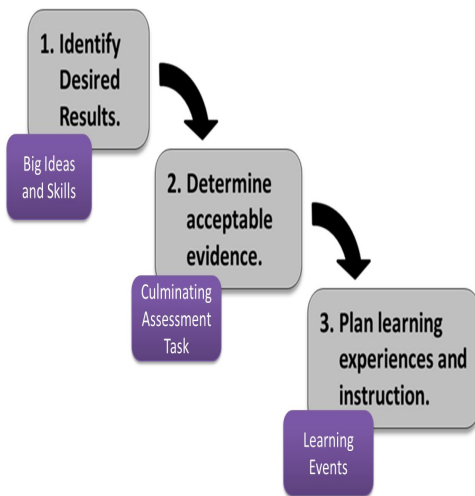 1. Identify
Desired
Results.
Big Ideas
and Skills
2. Determine
acceptable
evidence.
Culminating
Assessment
Task
3. Plan learning
experiences and
instruction.
Learning
Events